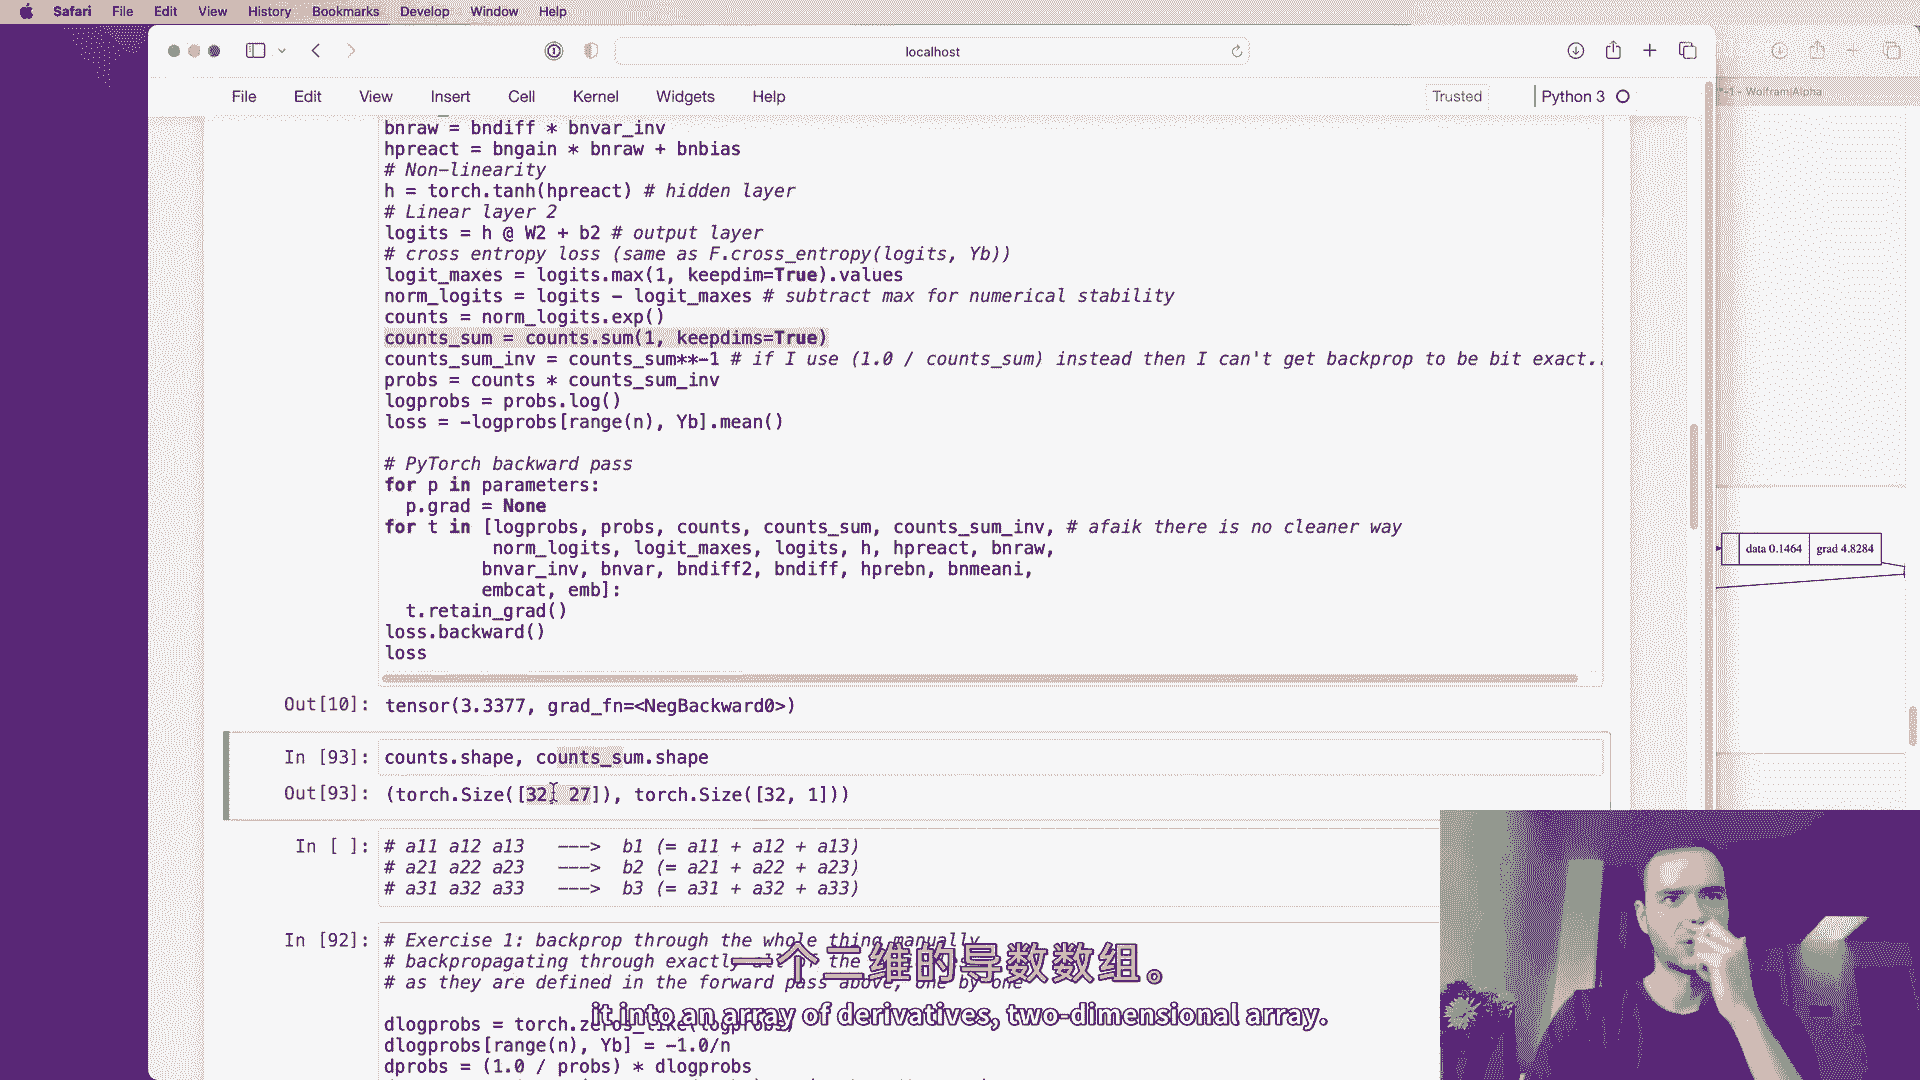 Safari File Edit View History Bookmarks Develop Window Help
localhost
File Edit View Insert Cell Kernel Widgets Help
Trusted
Python 3
- Wolfram|Alpha
bnraw = bndiff * bnvar_inv
hpreact = bngain * bnraw + bnbias
# Non-linearity
h = torch.tanh(hpreact) # hidden layer
# Linear layer 2
logits = h @ W2 + b2 # output layer
# cross entropy loss (same as F.cross_entropy(logits, Yb))
logit_maxes = logits.max(1, keepdim=True).values
norm_logits = logits - logit_maxes # subtract max for numerical stability
counts = norm_logits.exp()
counts_sum = counts.sum(1, keepdims=True)
counts_sum_inv = counts_sum**-1 # if I use (1.0 / counts_sum) instead then I can't get backprop to be bit exact..
probs = counts * counts_sum_inv
logprobs = probs.log()
loss = -logprobs[range(n), Yb].mean()
# PyTorch backward pass
for p in parameters:
p.grad = None
for t in [logprobs, probs, counts, counts_sum, counts_sum_inv, # afaik there is no cleaner way
norm_logits, logit_maxes, logits, h, hpreact, bnraw,
bnvar_inv, bnvar, bndiff2, bndiff, hprebn, bnmeani,
embcat, emb]:
t.retain_grad()
loss.backward()
loss
data 0.1464 grad 4.8284
Out[10]: tensor(3.3377, grad_fn=<NegBackward0>)
In [93]: counts.shape, counts_sum.shape
Out[93]: (torch.Size([32, 27]), torch.Size([32, 1]))
In [ ]: # a11 a12 a13 ---> b1 (= a11 + a12 + a13)
# a21 a22 a23 ---> b2 (= a21 + a22 + a23)
# a31 a32 a33 ---> b3 (= a31 + a32 + a33)
In [92]: # Exercise 1: backprop through the whole thing manually,
# backpropagating through exactly all of the
# as they are defined in the forward pass above, one by one
一个二维的导数数组。
it into an array of derivatives, two-dimensional array.
dlogprobs = torch.zeros_like(logprobs)
dlogprobs[range(n), Yb] = -1.0/n
dprobs = (1.0 / probs) * dlogprobs